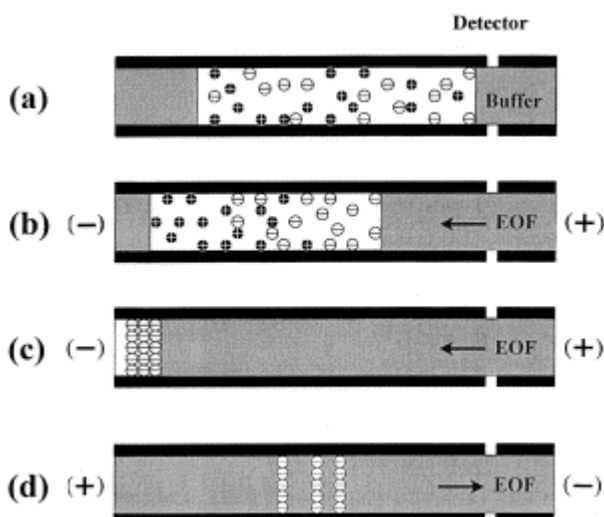 Detector
(a) Buffer
(b) (−) EOF (+)
(c) (−) EOF (+)
(d) (+) EOF (−)